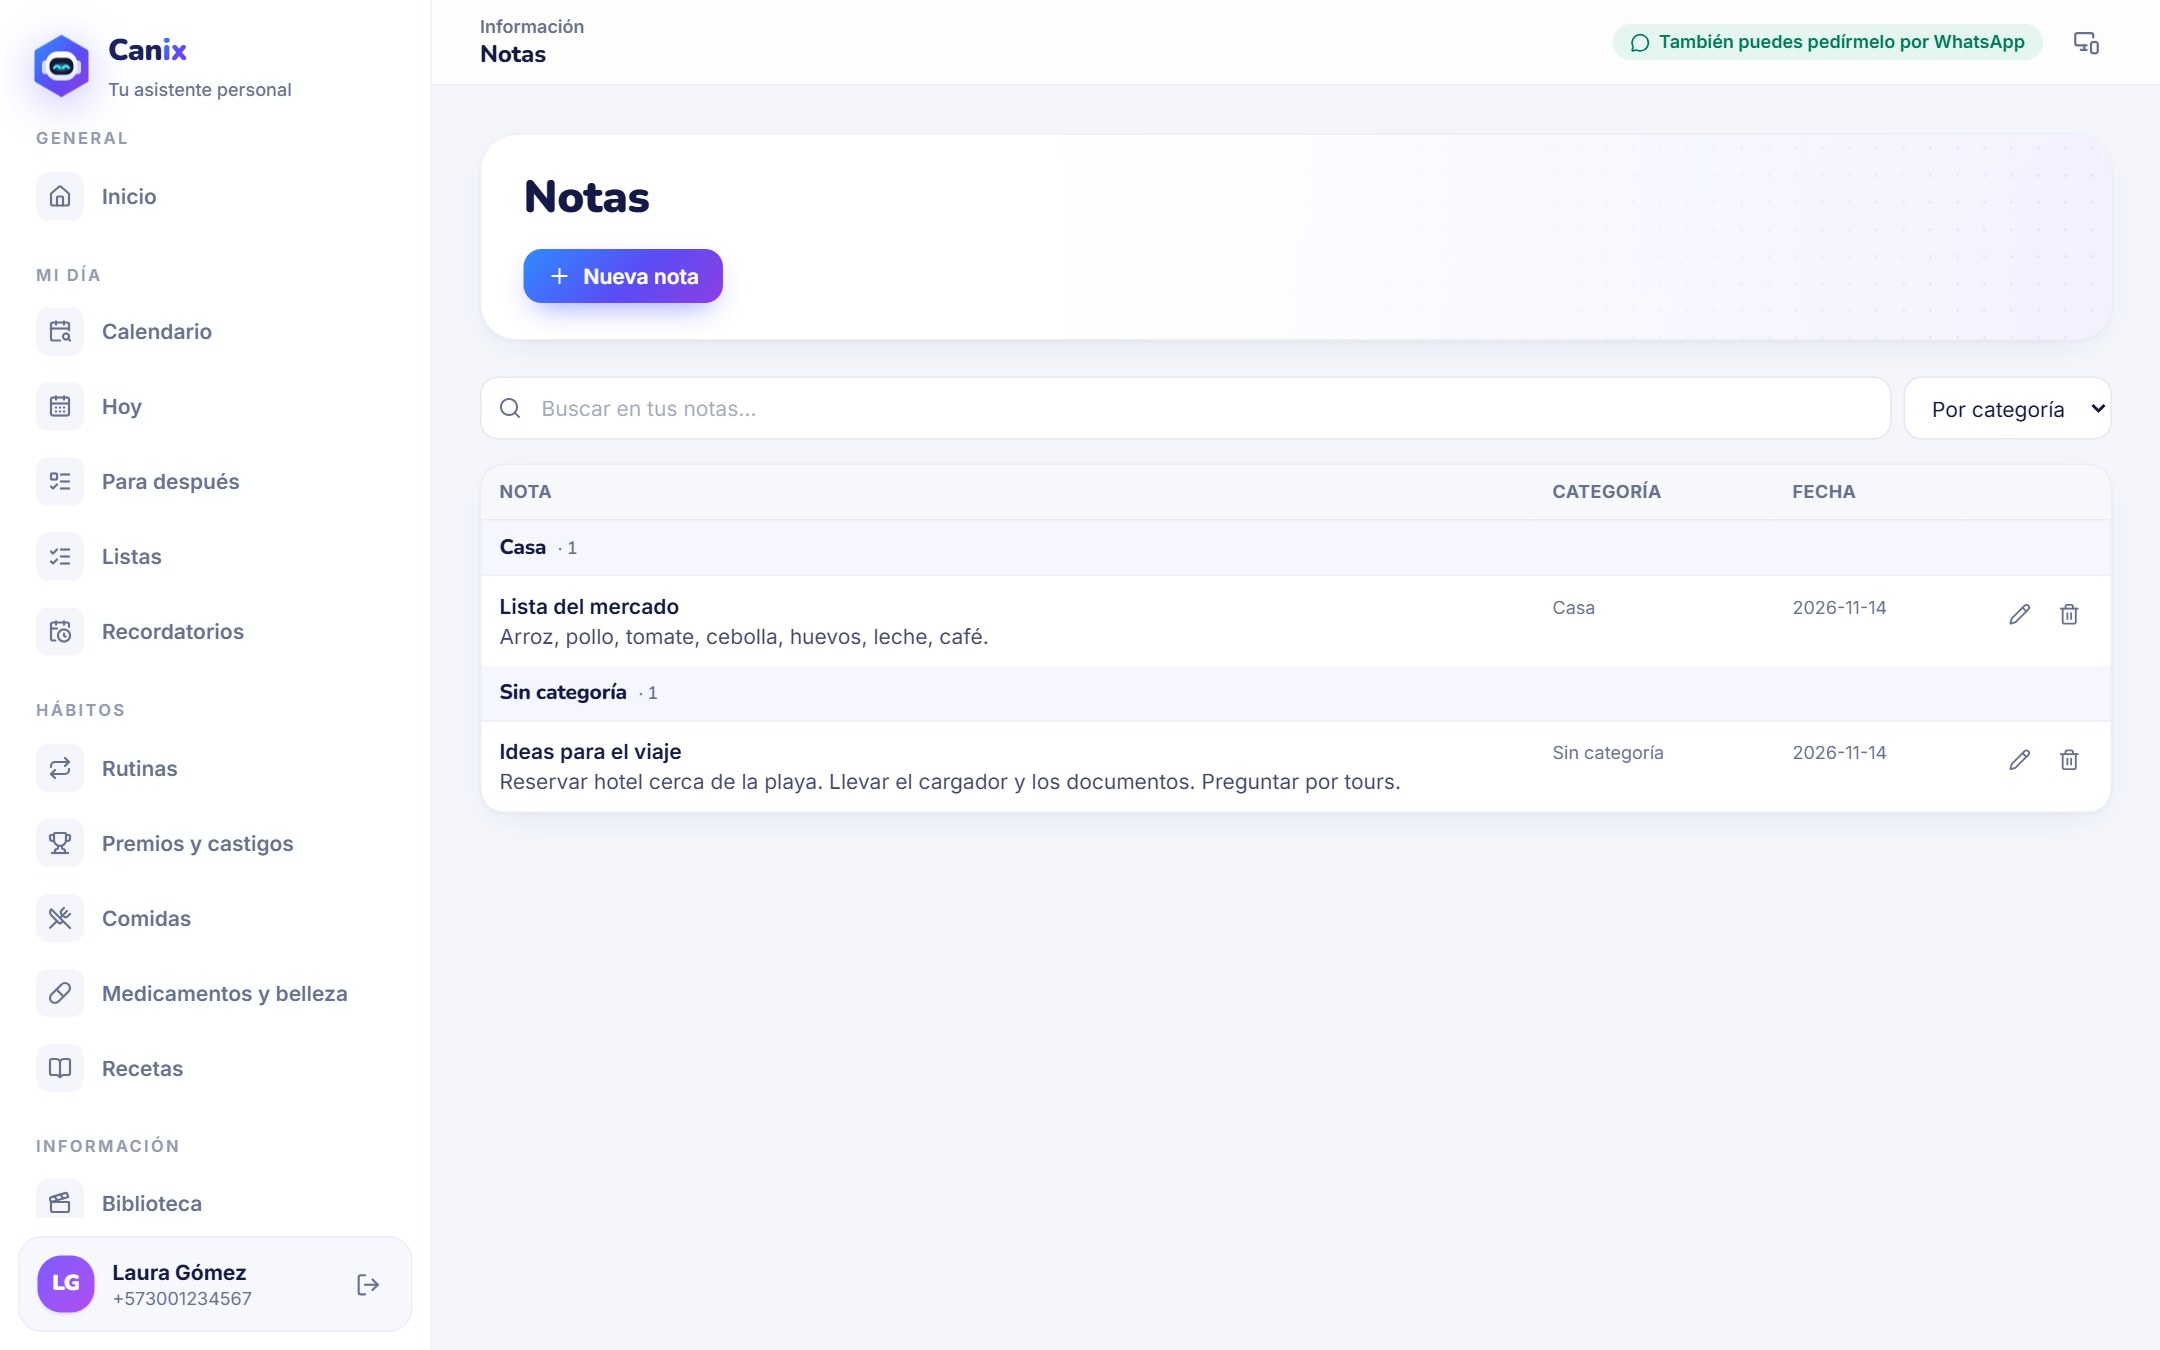 Canix
Tu asistente personal
GENERAL
Inicio
MI DÍA
Calendario
Hoy
Para después
Listas
Recordatorios
HÁBITOS
Rutinas
Premios y castigos
Comidas
Medicamentos y belleza
Recetas
INFORMACIÓN
Biblioteca
LG
Laura Gómez
+573001234567
Información
Notas
También puedes pedírmelo por WhatsApp
Notas
+ Nueva nota
Buscar en tus notas...
Por categoría
NOTA CATEGORÍA FECHA
Casa · 1
Lista del mercado Casa 2026-11-14
Arroz, pollo, tomate, cebolla, huevos, leche, café.
Sin categoría · 1
Ideas para el viaje Sin categoría 2026-11-14
Reservar hotel cerca de la playa. Llevar el cargador y los documentos. Preguntar por tours.